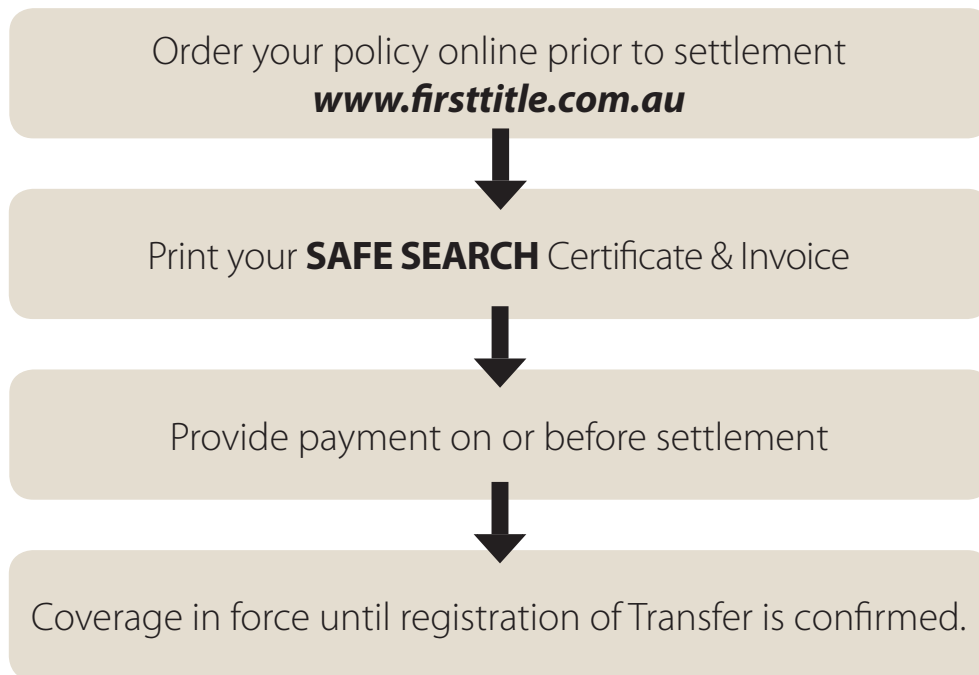 Order your policy online prior to settlement
www.firsttitle.com.au
Print your SAFE SEARCH Certificate & Invoice
Provide payment on or before settlement
Coverage in force until registration of Transfer is confirmed.